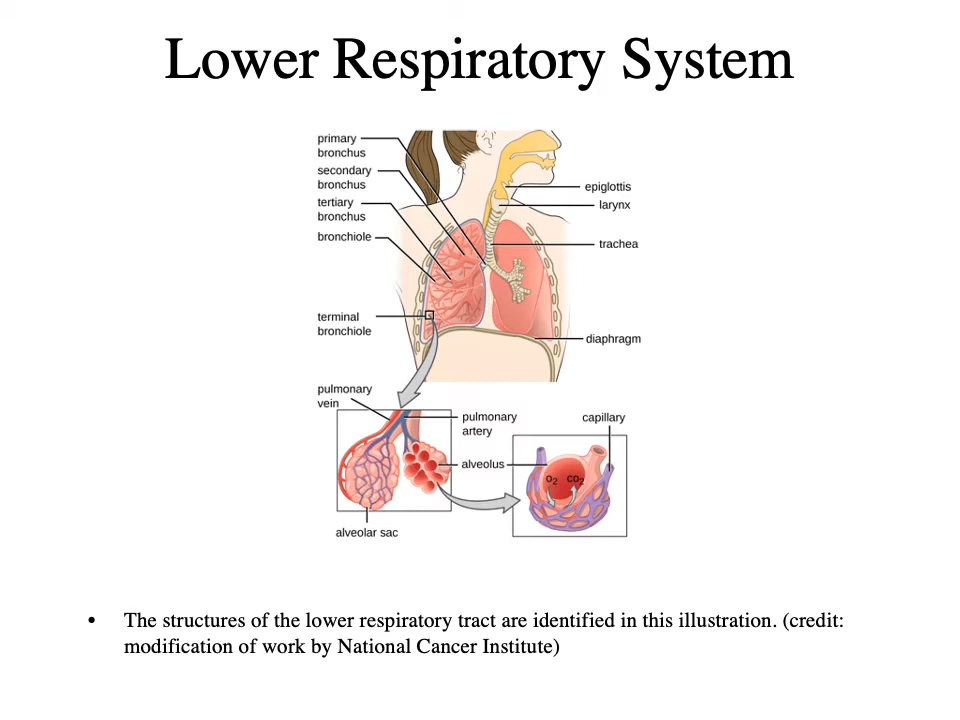 Lower Respiratory System
primary
bronchus
secondary
bronchus
tertiary
bronchus
bronchiole
terminal
bronchiole
epiglottis
larynx
trachea
diaphragm
pulmonary
vein
pulmonary
artery
capillary
alveolus
O2 CO2
alveolar sac
• The structures of the lower respiratory tract are identified in this illustration. (credit:
modification of work by National Cancer Institute)